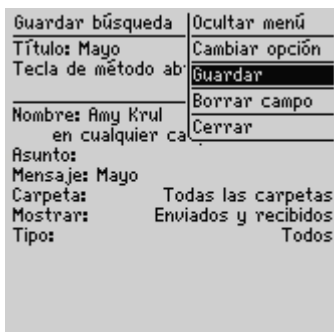 Guardar búsqueda
Título: Mayo
Tecla de método ab
Nombre: Amy Krul
en cualquier ca
Asunto:
Mensaje: Mayo
Carpeta: Todas las carpetas
Mostrar: Enviados y recibidos
Tipo: Todos
Ocultar menú
Cambiar opción
Guardar
Borrar campo
Cerrar